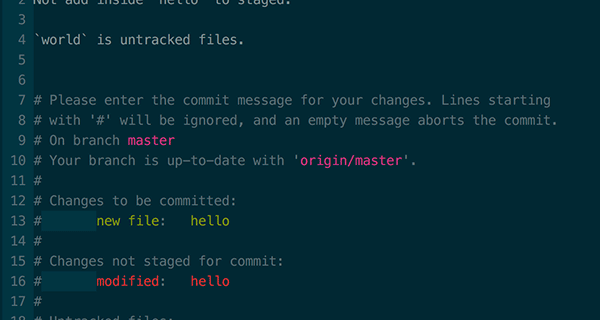 2 Not add inside `hello` to staged.
3
4 `world` is untracked files.
5
6
7 # Please enter the commit message for your changes. Lines starting
8 # with '#' will be ignored, and an empty message aborts the commit.
9 # On branch master
10 # Your branch is up-to-date with 'origin/master'.
11 #
12 # Changes to be committed:
13 # new file: hello
14 #
15 # Changes not staged for commit:
16 # modified: hello
17 #
18 # Untracked files: